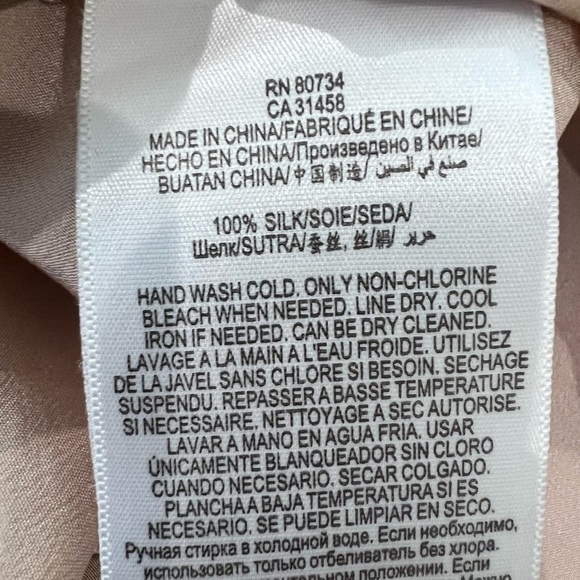 RN 80734
CA 31458
MADE IN CHINA/FABRIQUÉ EN CHINE/
HECHO EN CHINA/Произведено в Китае/
BUATAN CHINA/中国制造/ صنع في الصين
100% SILK/SOIE/SEDA/
Шелк/SUTRA/蚕丝, 丝/絹/ حرير
HAND WASH COLD. ONLY NON-CHLORINE
BLEACH WHEN NEEDED. LINE DRY. COOL
IRON IF NEEDED. CAN BE DRY CLEANED.
LAVAGE A LA MAIN A L'EAU FROIDE. UTILISEZ
DE LA JAVEL SANS CHLORE SI BESOIN. SECHAGE
SUSPENDU. REPASSER A BASSE TEMPERATURE
SI NECESSAIRE. NETTOYAGE A SEC AUTORISE.
LAVAR A MANO EN AGUA FRIA. USAR
ÚNICAMENTE BLANQUEADOR SIN CLORO
CUANDO NECESARIO. SECAR COLGADO.
PLANCHA A BAJA TEMPERATURA SI ES
NECESARIO. SE PUEDE LIMPIAR EN SECO.
Ручная стирка в холодной воде. Если необходимо,
использовать только отбеливатель без хлора.
положении. Если